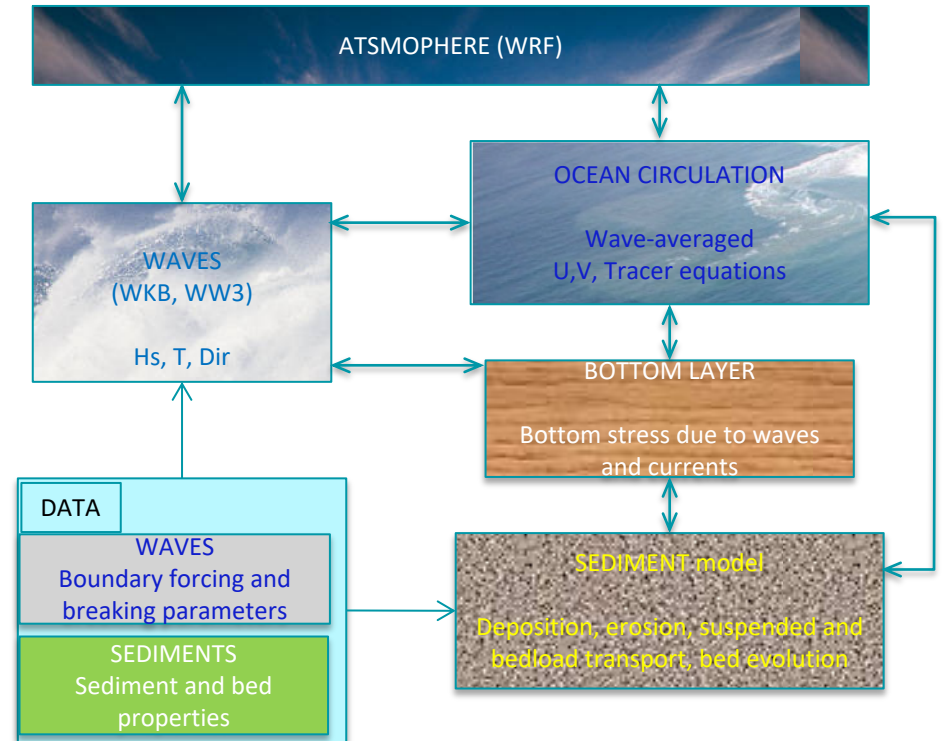 ATSMOPHERE (WRF)
OCEAN CIRCULATION
Wave-averaged
U,V, Tracer equations
WAVES
(WKB, WW3)
Hs, T, Dir
BOTTOM LAYER
Bottom stress due to waves
and currents
DATA
WAVES
Boundary forcing and
breaking parameters
SEDIMENTS
Sediment and bed
properties
SEDIMENT model
Deposition, erosion, suspended and
bedload transport, bed evolution